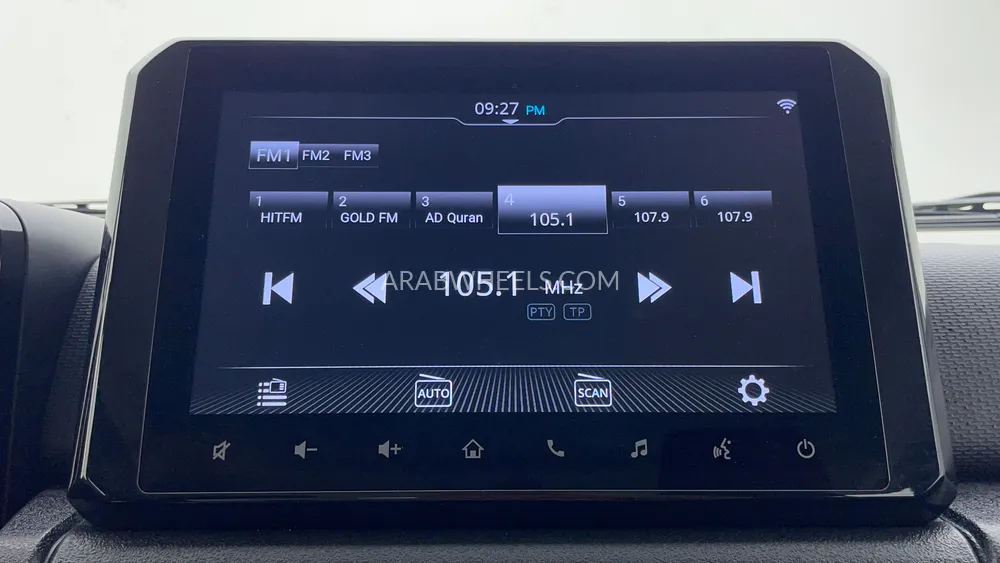 09:27 PM
FM1 FM2 FM3
1 2 3 4 5 6
HITFM GOLD FM AD Quran 105.1 107.9 107.9
ARABWHEELS.COM
105.1 MHz
PTY TP
AUTO SCAN